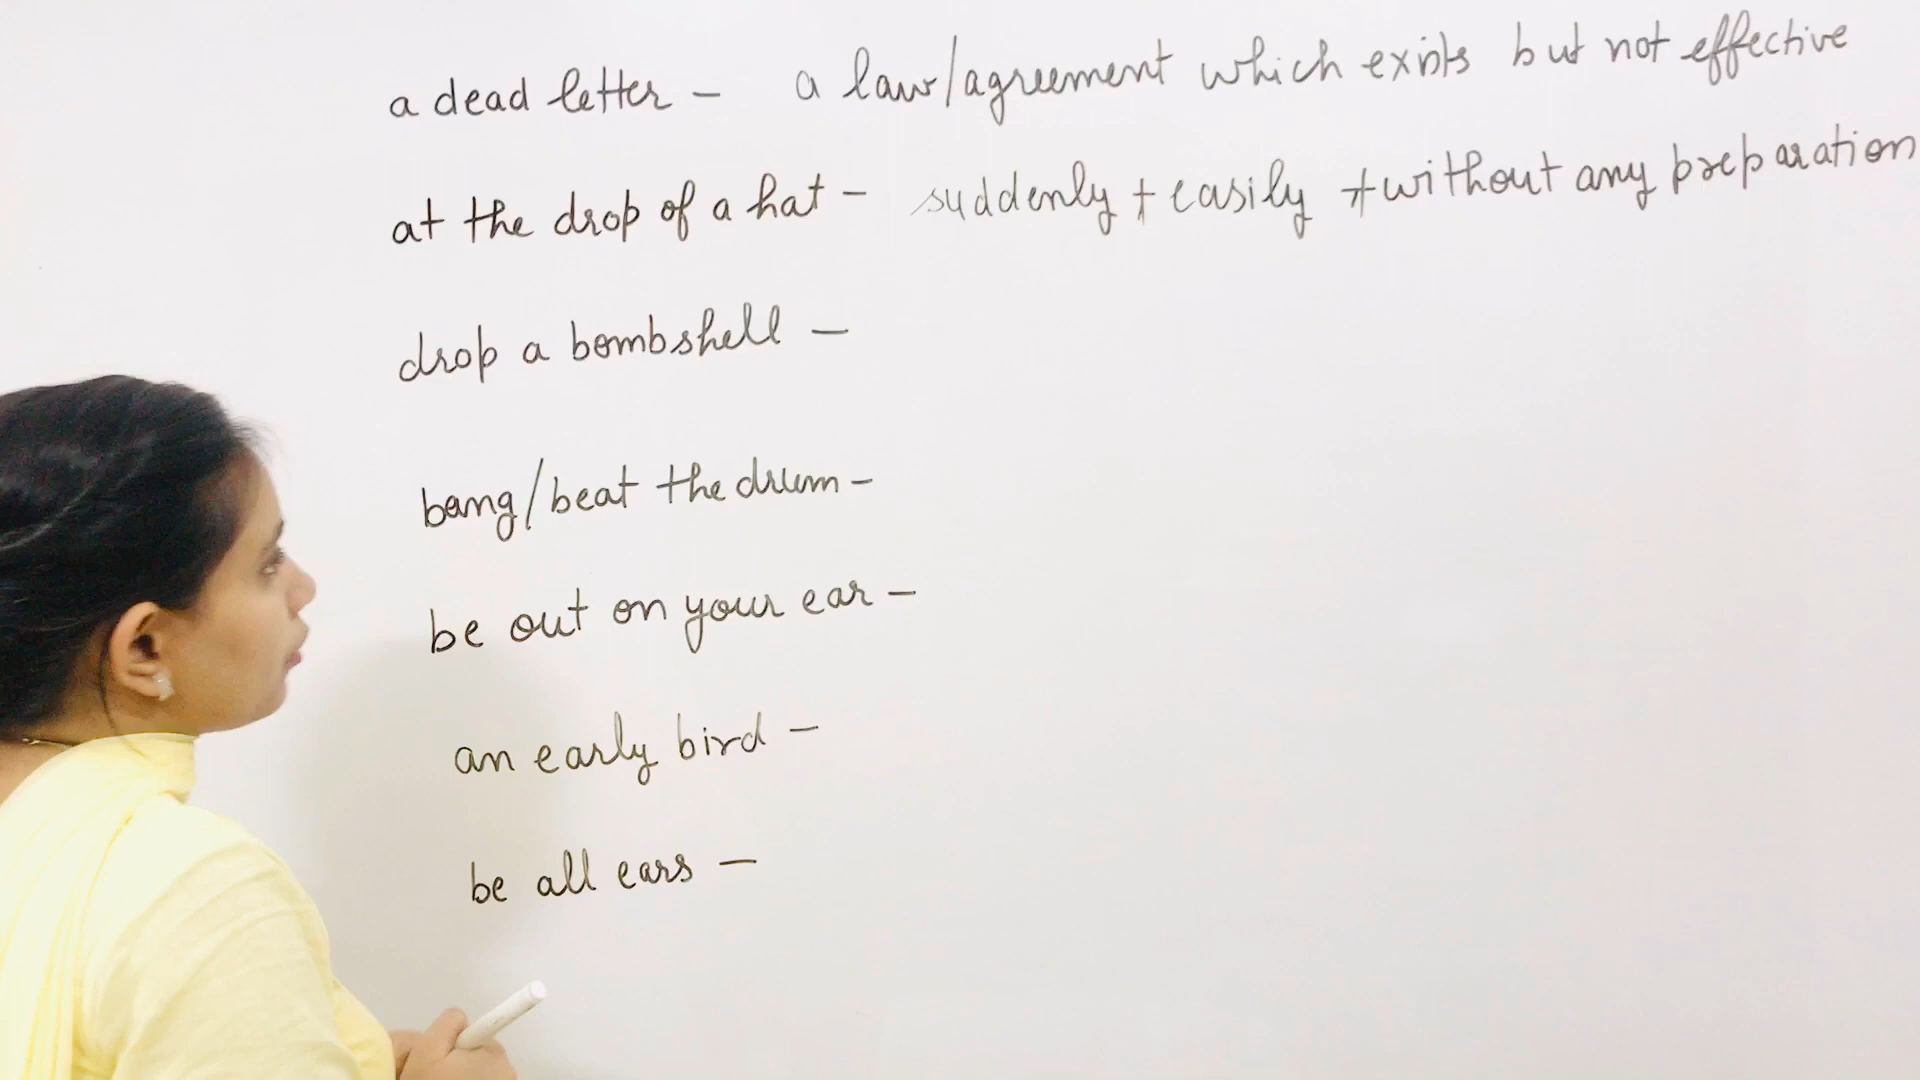 a dead letter - a law/agreement which exists but not effective
at the drop of a hat - suddenly + easily + without any preparation
drop a bombshell -
bang/beat the drum -
be out on your ear -
an early bird -
be all ears -